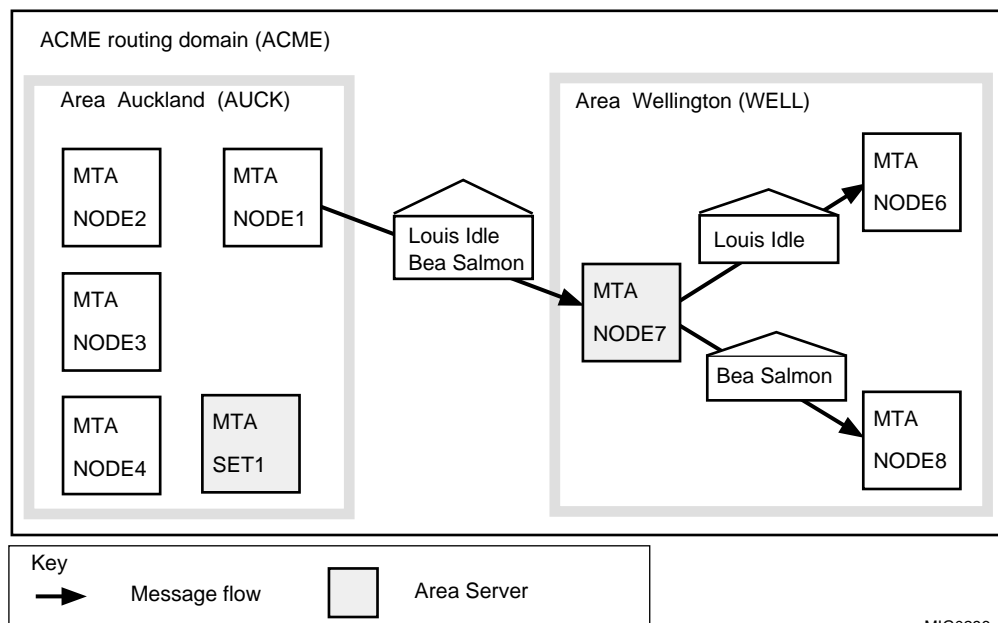 ACME routing domain (ACME)
Area Auckland (AUCK)
MTA
NODE2
MTA
NODE1
MTA
NODE3
MTA
NODE4
MTA
SET1
Louis Idle
Bea Salmon
Area Wellington (WELL)
MTA
NODE7
Louis Idle
Bea Salmon
MTA
NODE6
MTA
NODE8
Key
Message flow
Area Server